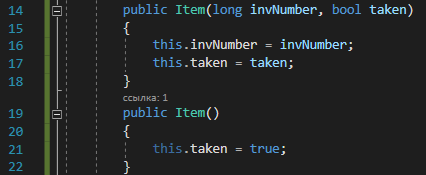 14 public Item(long invNumber, bool taken)
15 {
16 this.invNumber = invNumber;
17 this.taken = taken;
18 }
ссылка: 1
19 public Item()
20 {
21 this.taken = true;
22 }